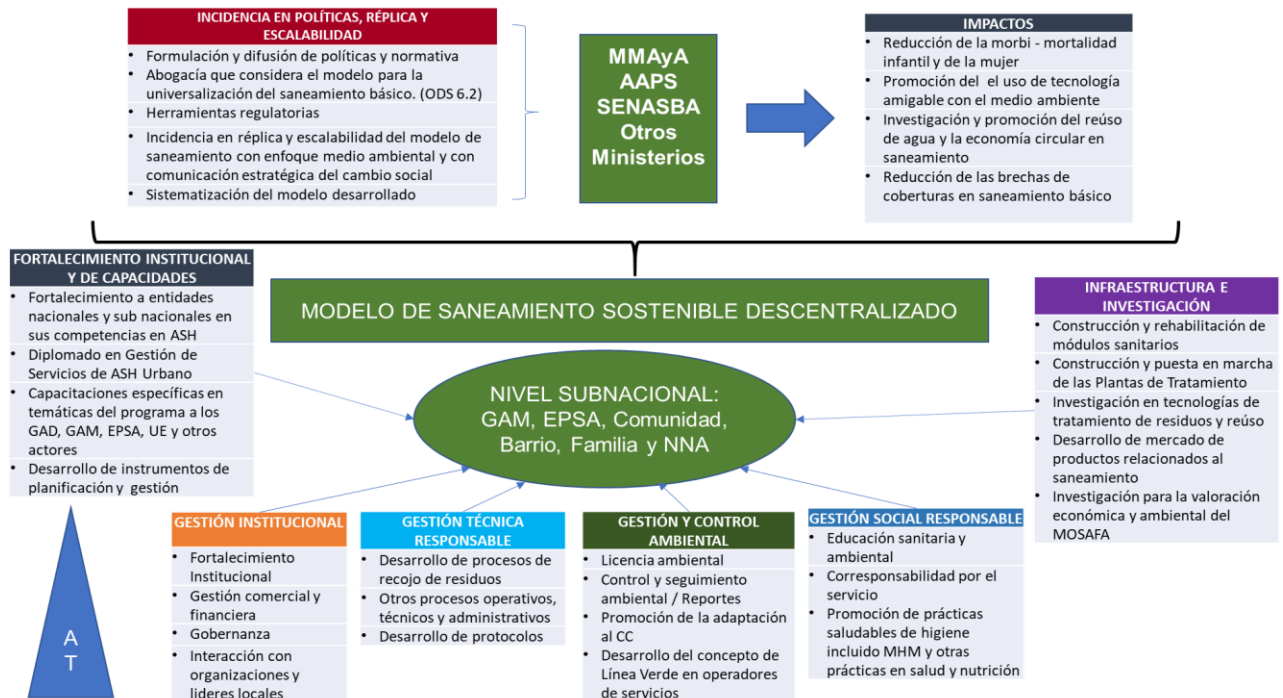 INCIDENCIA EN POLÍTICAS, RÉPLICA Y
ESCALABILIDAD
• Formulación y difusión de políticas y normativa
• Abogacía que considera el modelo para la
universalización del saneamiento básico. (ODS 6.2)
• Herramientas regulatorias
• Incidencia en réplica y escalabilidad del modelo de
saneamiento con enfoque medio ambiental y con
comunicación estratégica del cambio social
• Sistematización del modelo desarrollado
MMAyA
AAPS
SENASBA
Otros
Ministerios
IMPACTOS
• Reducción de la morbi - mortalidad
infantil y de la mujer
• Promoción del el uso de tecnología
amigable con el medio ambiente
• Investigación y promoción del reúso
de agua y la economía circular en
saneamiento
• Reducción de las brechas de
coberturas en saneamiento básico
FORTALECIMIENTO INSTITUCIONAL
Y DE CAPACIDADES
• Fortalecimiento a entidades
nacionales y sub nacionales en
sus competencias en ASH
• Diplomado en Gestión de
Servicios de ASH Urbano
• Capacitaciones específicas en
temáticas del programa a los
GAD, GAM, EPSA, UE y otros
actores
• Desarrollo de instrumentos de
planificación y gestión
MODELO DE SANEAMIENTO SOSTENIBLE DESCENTRALIZADO
NIVEL SUBNACIONAL:
GAM, EPSA, Comunidad,
Barrio, Familia y NNA
INFRAESTRUCTURA E
INVESTIGACIÓN
• Construcción y rehabilitación de
módulos sanitarios
• Construcción y puesta en marcha
de las Plantas de Tratamiento
• Investigación en tecnologías de
tratamiento de residuos y reúso
• Desarrollo de mercado de
productos relacionados al
saneamiento
• Investigación para la valoración
económica y ambiental del
MOSAFA
A
T
GESTIÓN INSTITUCIONAL
• Fortalecimiento
Institucional
• Gestión comercial y
financiera
• Gobernanza
• Interacción con
organizaciones y
lideres locales
GESTIÓN TÉCNICA
RESPONSABLE
• Desarrollo de procesos de
recojo de residuos
• Otros procesos operativos,
técnicos y administrativos
• Desarrollo de protocolos
GESTIÓN Y CONTROL
AMBIENTAL
• Licencia ambiental
• Control y seguimiento
ambiental / Reportes
• Promoción de la adaptación
al CC
• Desarrollo del concepto de
Línea Verde en operadores
de servicios
GESTIÓN SOCIAL RESPONSABLE
• Educación sanitaria y
ambiental
• Corresponsabilidad por el
servicio
• Promoción de prácticas
saludables de higiene
incluido MHM y otras
prácticas en salud y nutrición